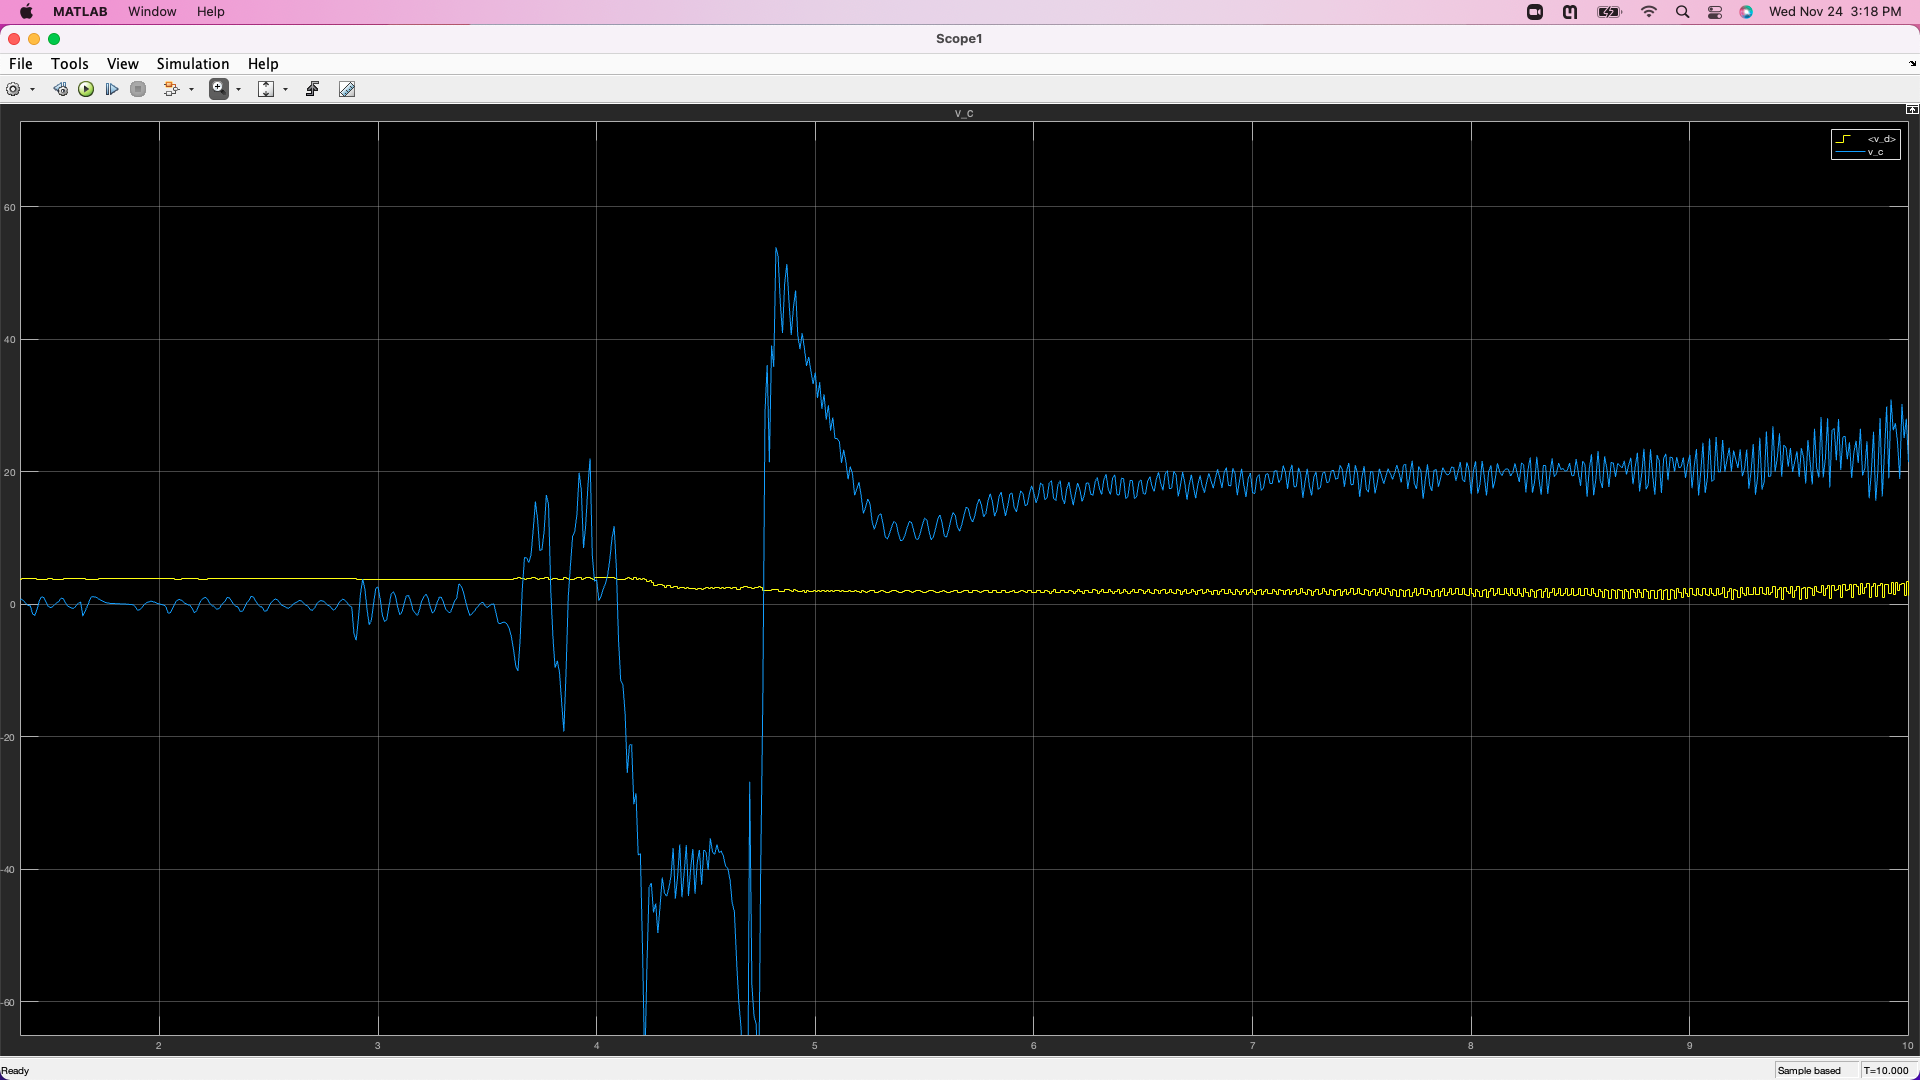 MATLAB Window Help Wed Nov 24 3:18 PM
Scope1
File Tools View Simulation Help
v_c
<v_d>
v_c
60
40
20
0
-20
-40
-60
2 3 4 5 6 7 8 9 10
Ready Sample based T=10.000